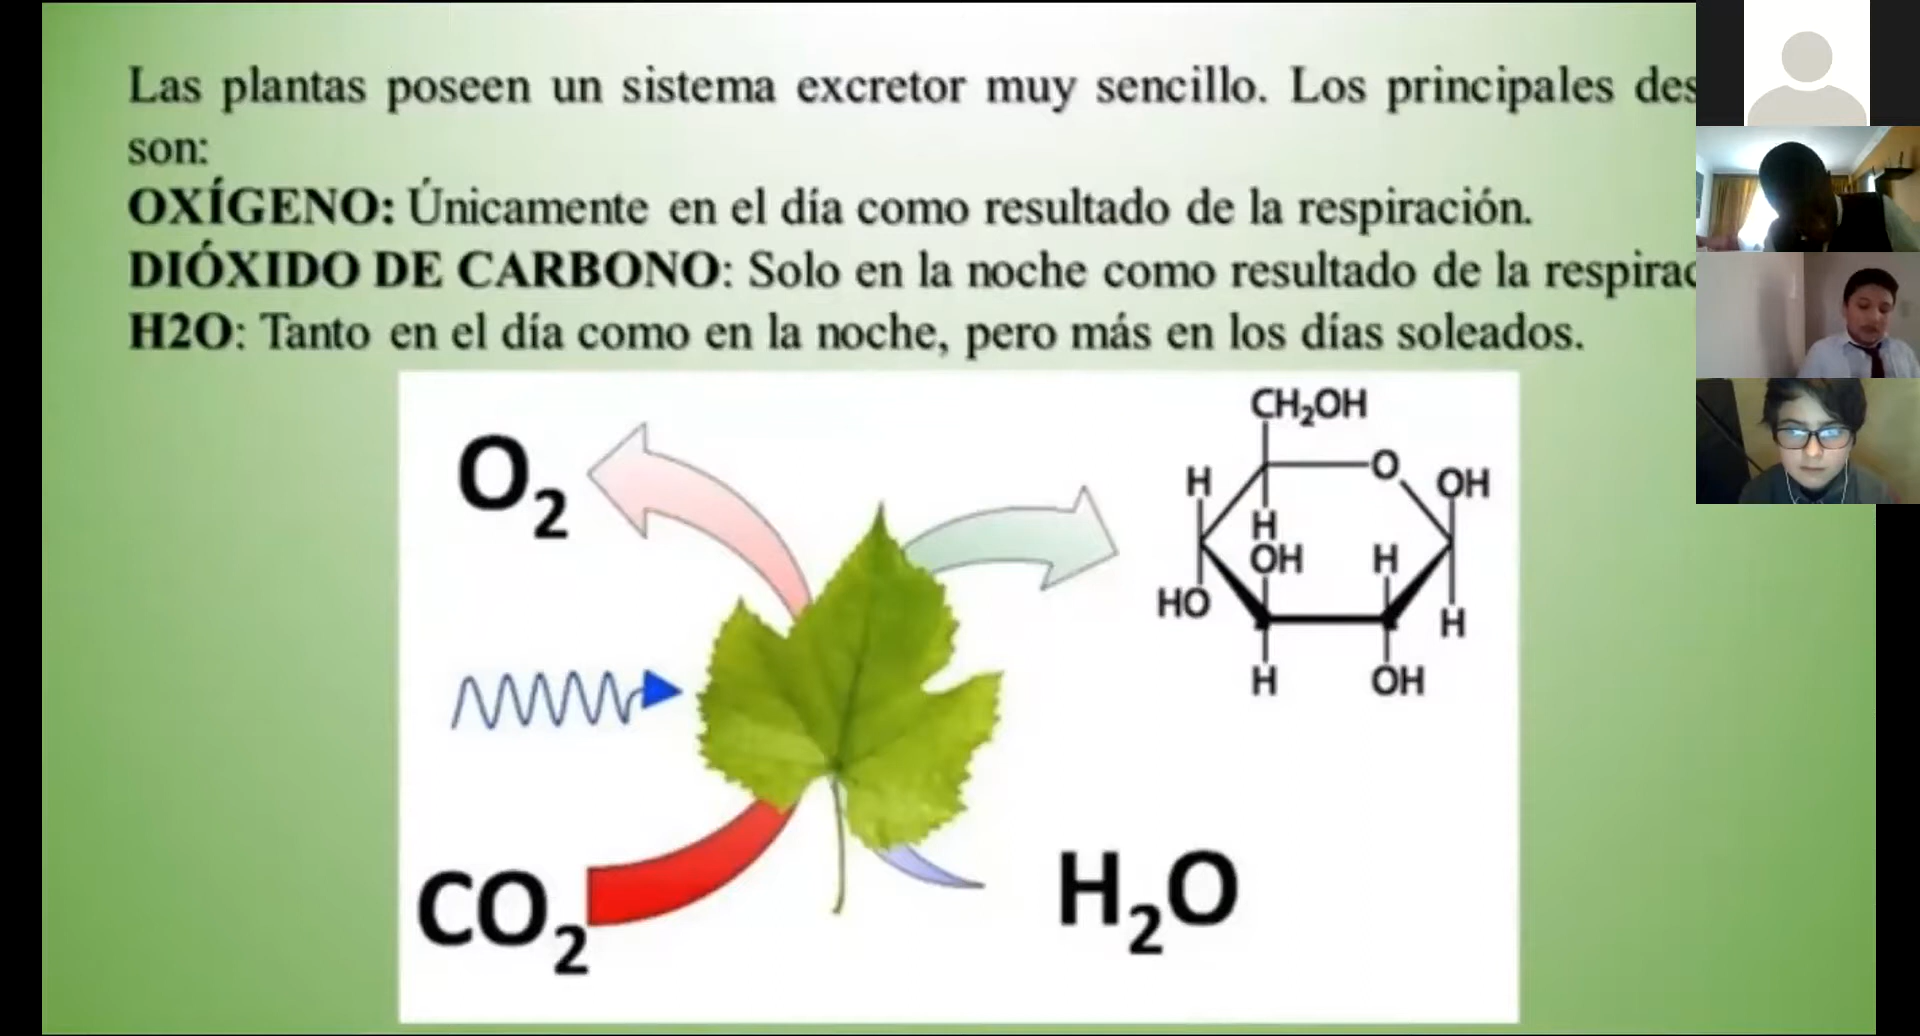 Las plantas poseen un sistema excretor muy sencillo. Los principales
son:
OXÍGENO: Únicamente en el día como resultado de la respiración.
DIÓXIDO DE CARBONO: Solo en la noche como resultado de la
H2O: Tanto en el día como en la noche, pero más en los días soleados.
CH₂OH
O₂
H
O
OH
H
OH
H
HO
H
H
OH
CO₂
H₂O